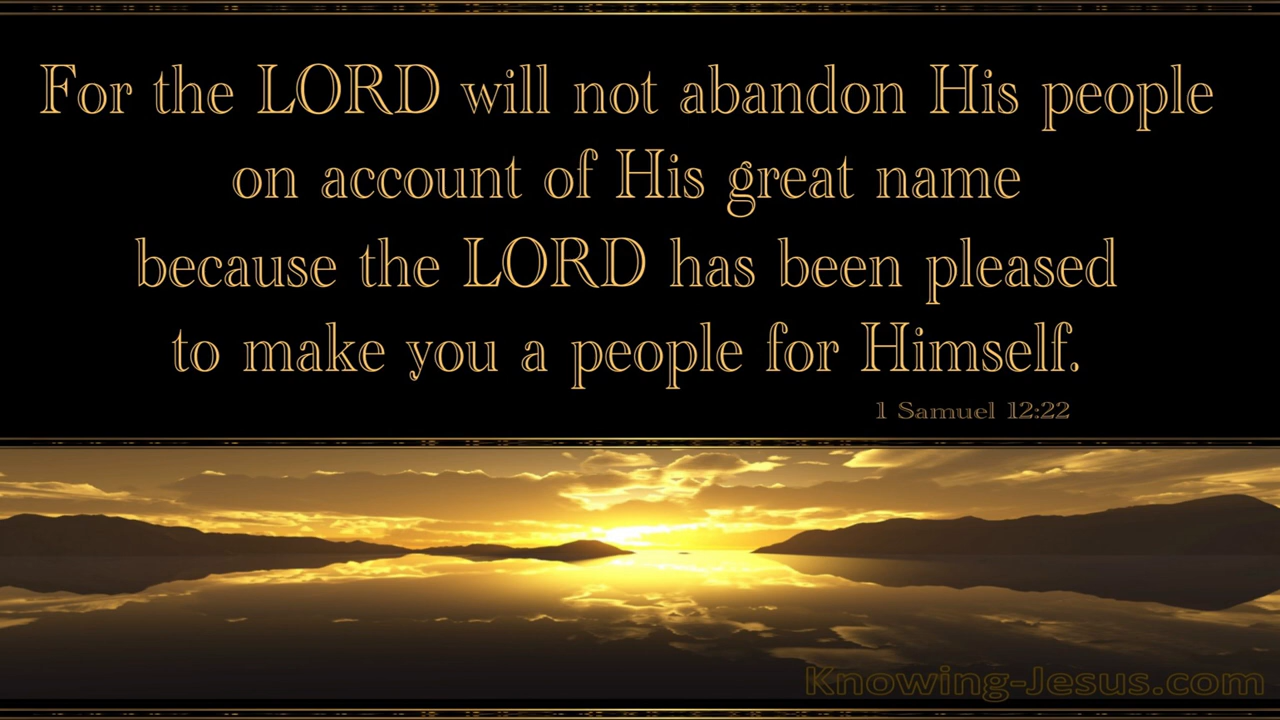 For the LORD will not abandon His people
on account of His great name
because the LORD has been pleased
to make you a people for Himself.
1 Samuel 12:22
Knowing-Jesus.com